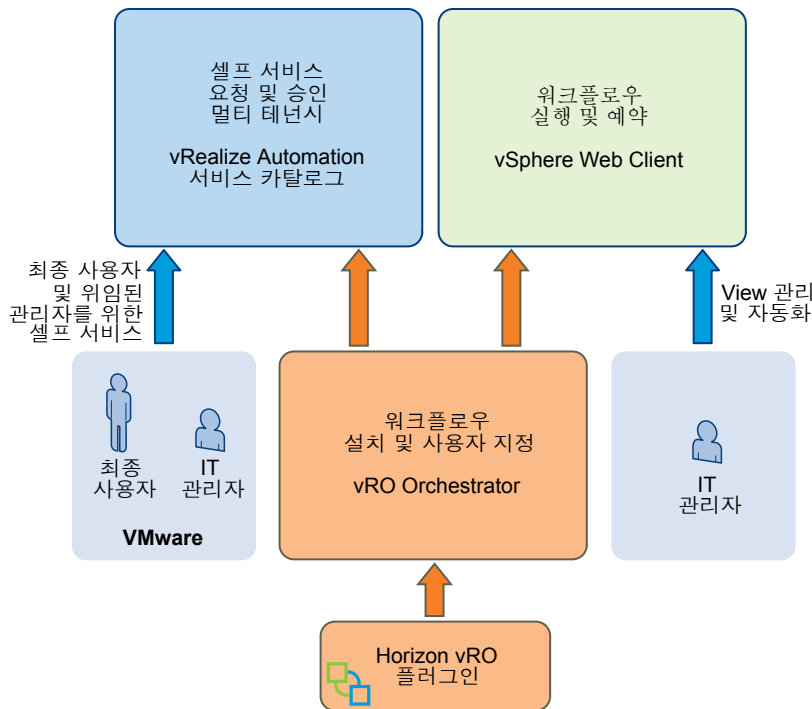 셀프 서비스
요청 및 승인
멀티 테넌시
vRealize Automation
서비스 카탈로그
워크플로우
실행 및 예약
vSphere Web Client
최종 사용자
및 위임된
관리자를 위한
셀프 서비스
View 관리
및 자동화
최종
사용자
IT
관리자
VMware
워크플로우
설치 및 사용자 지정
vRO Orchestrator
IT
관리자
Horizon vRO
플러그인